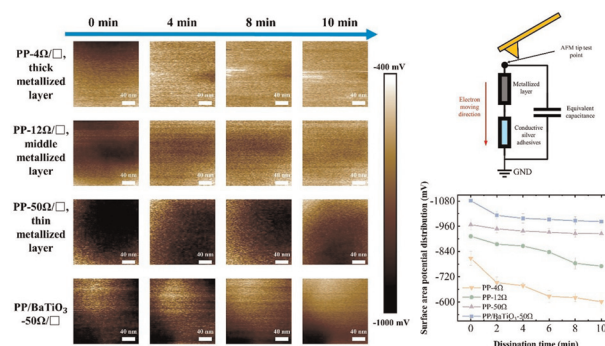 0 min 4 min 8 min 10 min
PP-4Ω/□,
thick
metallized
layer
40 nm 40 nm 40 nm 40 nm
PP-12Ω/□,
middle
metallized
layer
40 nm 40 nm 40 nm 40 nm
PP-50Ω/□,
thin
metallized
layer
40 nm 40 nm 40 nm 40 nm
PP/BaTiO₃
-50Ω/□
40 nm 40 nm 40 nm 40 nm
-400 mV
-1000 mV
AFM tip test
point
Metallized
layer
Electron
moving
direction
Equivalent
capacitance
Conductive
silver
adhesives
GND
Surface area potential distribution (mV)
-1080
-960
-840
-720
-600
PP-4Ω
PP-12Ω
PP-50Ω
PP/BaTiO₃-50Ω
0 2 4 6 8 10
Dissipation time (min)